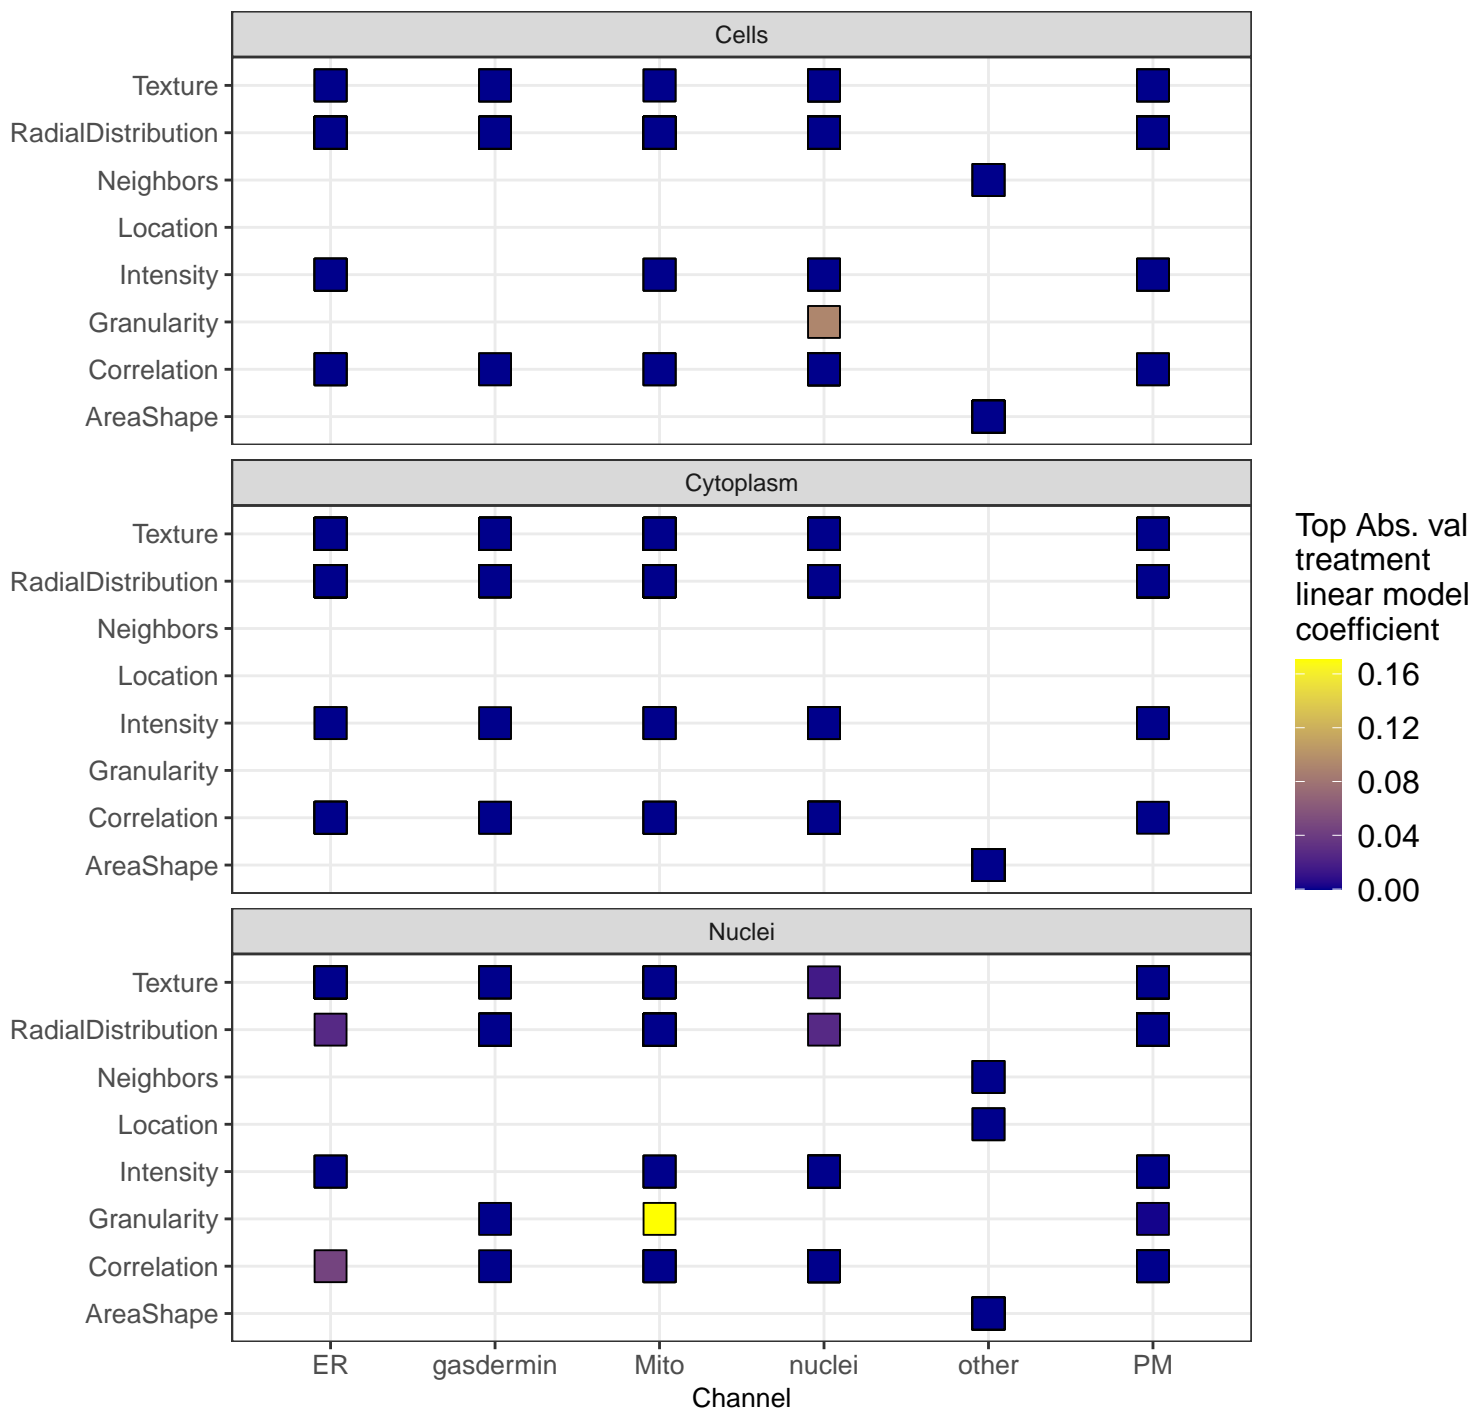 Cells
Texture
RadialDistribution
Neighbors
Location
Intensity
Granularity
Correlation
AreaShape
Cytoplasm
Texture
RadialDistribution
Neighbors
Location
Intensity
Granularity
Correlation
AreaShape
Nuclei
Texture
RadialDistribution
Neighbors
Location
Intensity
Granularity
Correlation
AreaShape
ER gasdermin Mito nuclei other PM
Channel
Top Abs. val
treatment
linear model
coefficient
0.16
0.12
0.08
0.04
0.00